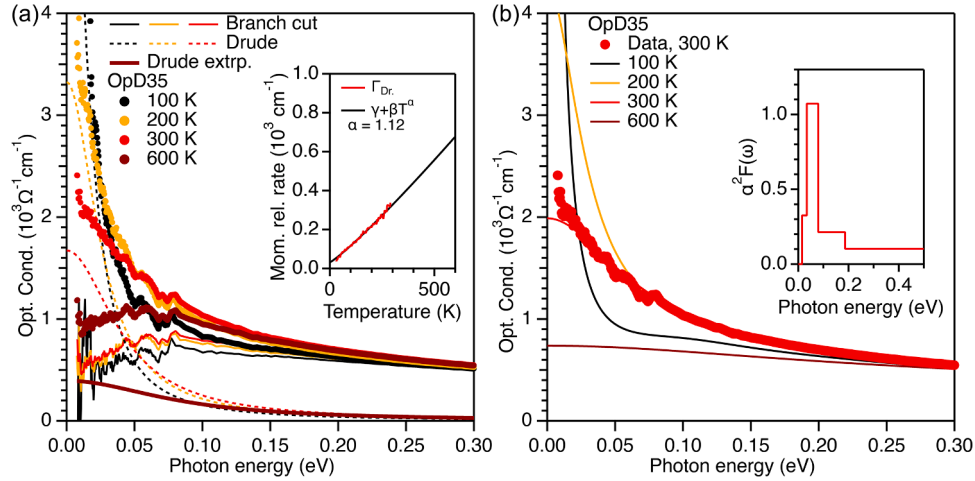 (a)
Branch cut
Drude
Drude extrp.
OpD35
100 K
200 K
300 K
600 K
Opt. Cond. (10³Ω⁻¹cm⁻¹)
4
3
2
1
0
0.00
0.05
0.10
0.15
0.20
0.25
0.30
Photon energy (eV)
Mom. rel. rate (10³ cm⁻¹)
1.0
0.8
0.6
0.4
0.2
0.0
0
500
Temperature (K)
Γ_Dr.
γ+βT^α
α = 1.12
(b)
OpD35
Data, 300 K
100 K
200 K
300 K
600 K
Opt. Cond. (10³Ω⁻¹cm⁻¹)
4
3
2
1
0
0.00
0.05
0.10
0.15
0.20
0.25
0.30
Photon energy (eV)
α²F(ω)
1.0
0.5
0.0
0.0
0.2
0.4
Photon energy (eV)